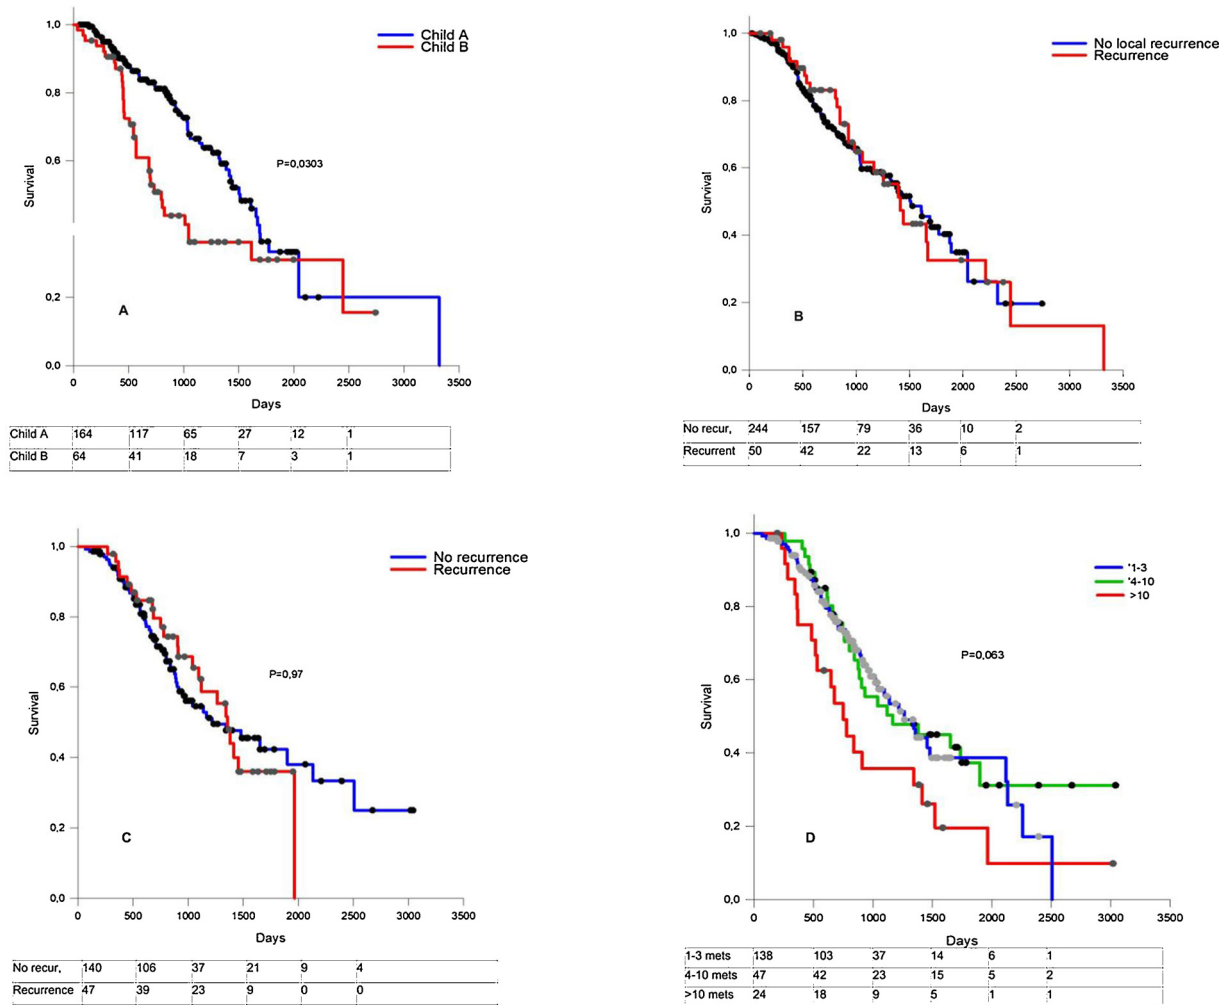 1,0
0,8
0,6
0,2
0,0
Survival
Child A
Child B
P=0,0303
A
0 500 1000 1500 2000 2500 3000 3500
Days
Child A 164 117 65 27 12 1
Child B 64 41 18 7 3 1
1,0
0,8
0,6
0,4
0,2
0,0
Survival
No local recurrence
Recurrence
B
0 500 1000 1500 2000 2500 3000 3500
Days
No recur, 244 157 79 36 10 2
Recurrent 50 42 22 13 6 1
1,0
0,8
0,6
0,4
0,2
0,0
Survival
No recurrence
Recurrence
P=0,97
C
0 500 1000 1500 2000 2500 3000 3500
Days
No recur, 140 106 37 21 9 4
Recurrence 47 39 23 9 0 0
1,0
0,8
0,6
0,4
0,2
0,0
Survival
'1-3
'4-10
>10
P=0,063
D
0 500 1000 1500 2000 2500 3000 3500
Days
1-3 mets 138 103 37 14 6 1
4-10 mets 47 42 23 15 5 2
>10 mets 24 18 9 5 1 1